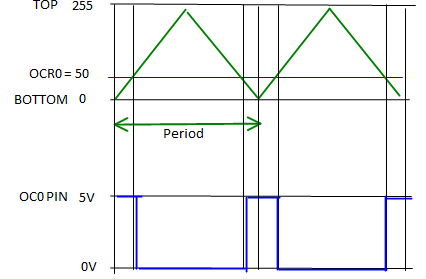 TOP 255
OCR0 = 50
BOTTOM 0
Period
OC0 PIN 5V
0V